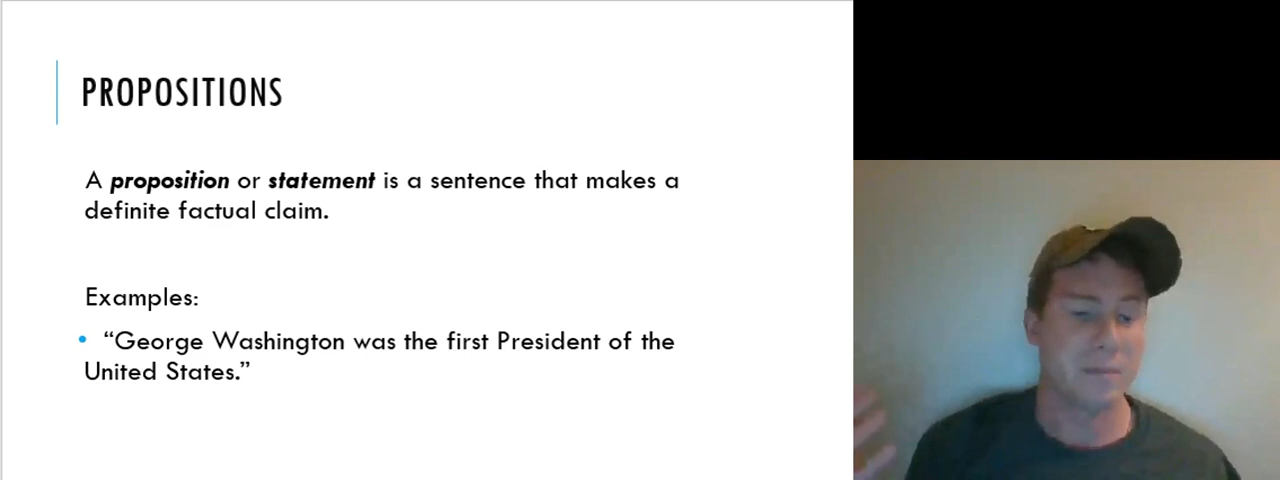 PROPOSITIONS
A proposition or statement is a sentence that makes a
definite factual claim.
Examples:
• “George Washington was the first President of the
United States.”